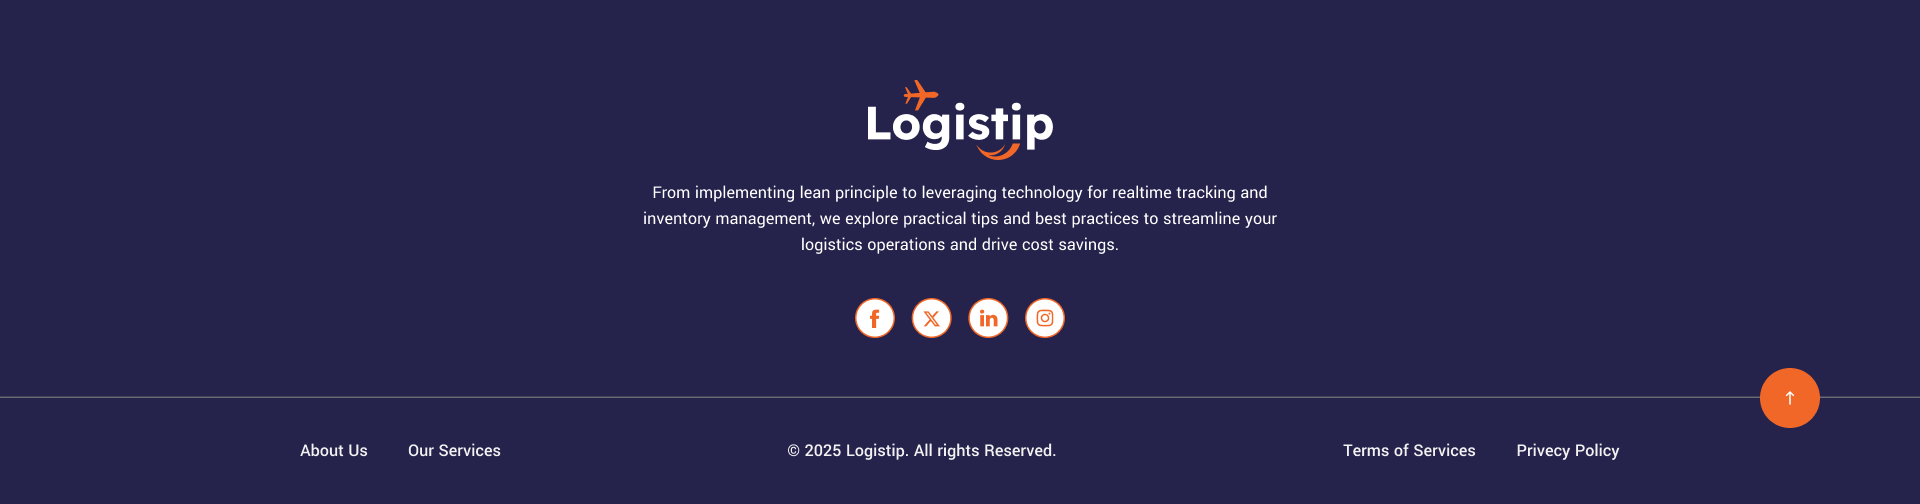 Logistip
From implementing lean principle to leveraging technology for realtime tracking and
inventory management, we explore practical tips and best practices to streamline your
logistics operations and drive cost savings.
About Us
Our Services
© 2025 Logistip. All rights Reserved.
Terms of Services
Privecy Policy